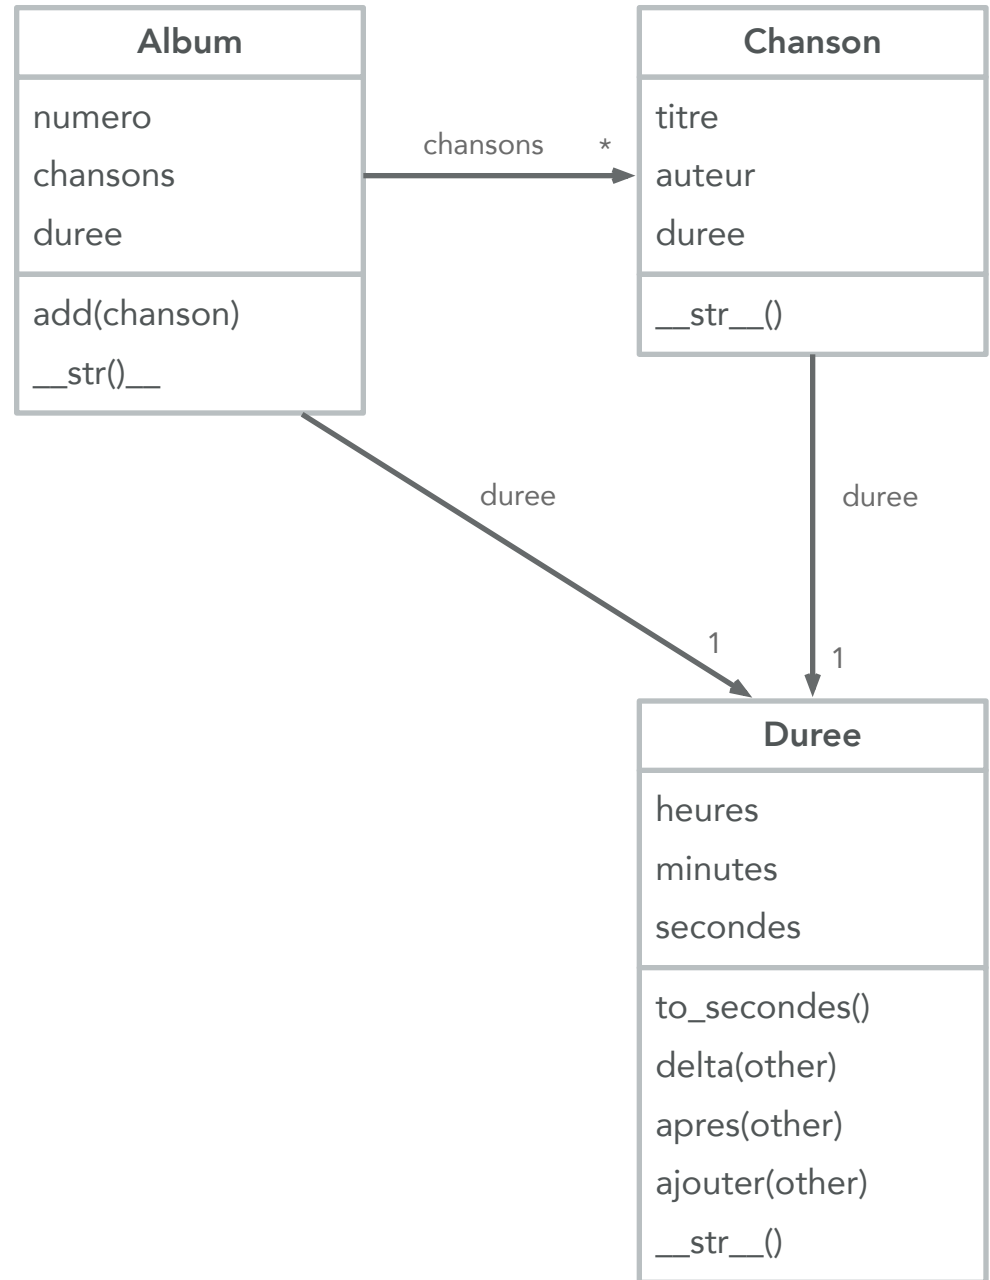 Album
numero
chansons
duree
add(chanson)
__str()__
chansons *
Chanson
titre
auteur
duree
__str__()
duree
1
duree
1
Duree
heures
minutes
secondes
to_secondes()
delta(other)
apres(other)
ajouter(other)
__str__()